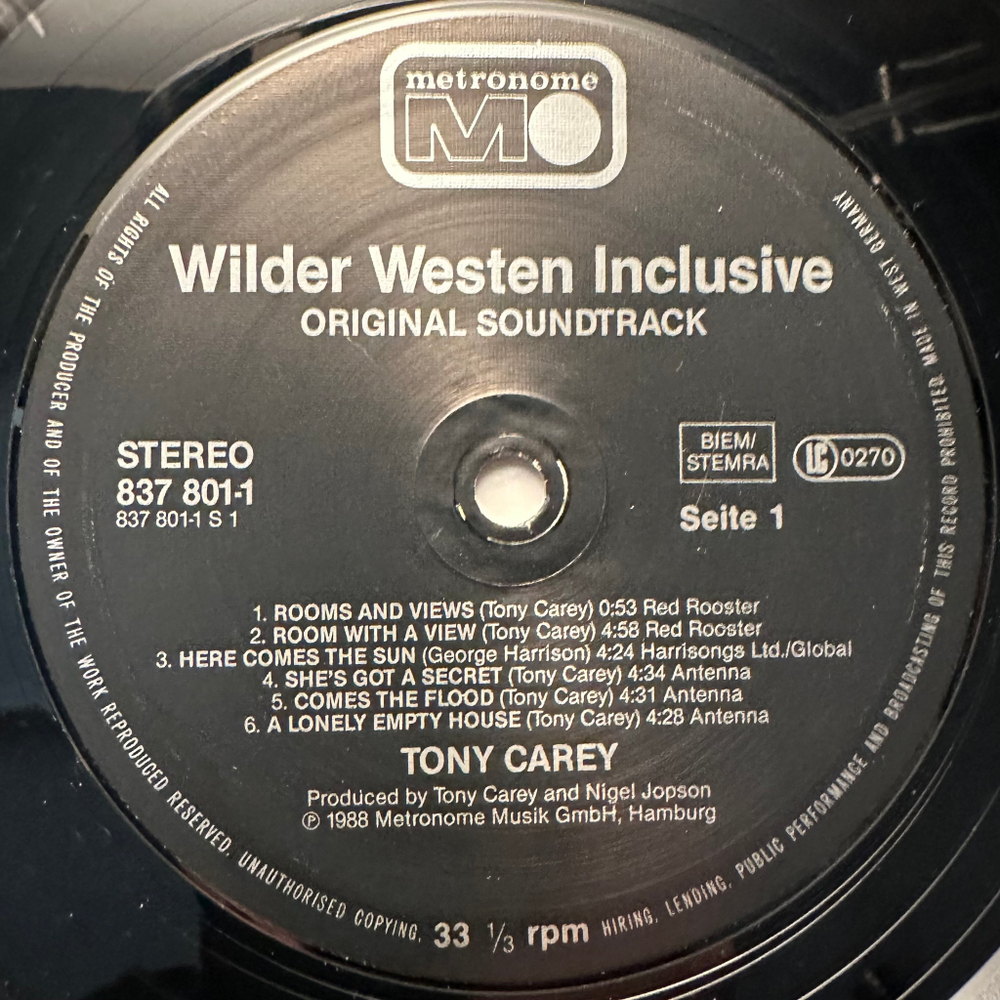 metronome
MO
Wilder Westen Inclusive
ORIGINAL SOUNDTRACK
STEREO
837 801-1
837 801-1 S 1
BIEM/
STEMRA
LC 0270
Seite 1
1. ROOMS AND VIEWS (Tony Carey) 0:53 Red Rooster
2. ROOM WITH A VIEW (Tony Carey) 4:58 Red Rooster
3. HERE COMES THE SUN (George Harrison) 4:24 Harrisongs Ltd./Global
4. SHE'S GOT A SECRET (Tony Carey) 4:34 Antenna
5. COMES THE FLOOD (Tony Carey) 4:31 Antenna
6. A LONELY EMPTY HOUSE (Tony Carey) 4:28 Antenna
TONY CAREY
Produced by Tony Carey and Nigel Jopson
℗ 1988 Metronome Musik GmbH, Hamburg
33 1/3 rpm
ALL RIGHTS OF THE PRODUCER AND OF THE OWNER OF THE WORK REPRODUCED RESERVED. UNAUTHORISED COPYING, HIRING, LENDING, PUBLIC PERFORMANCE AND BROADCASTING OF THIS RECORD PROHIBITED. MADE IN WEST GERMANY